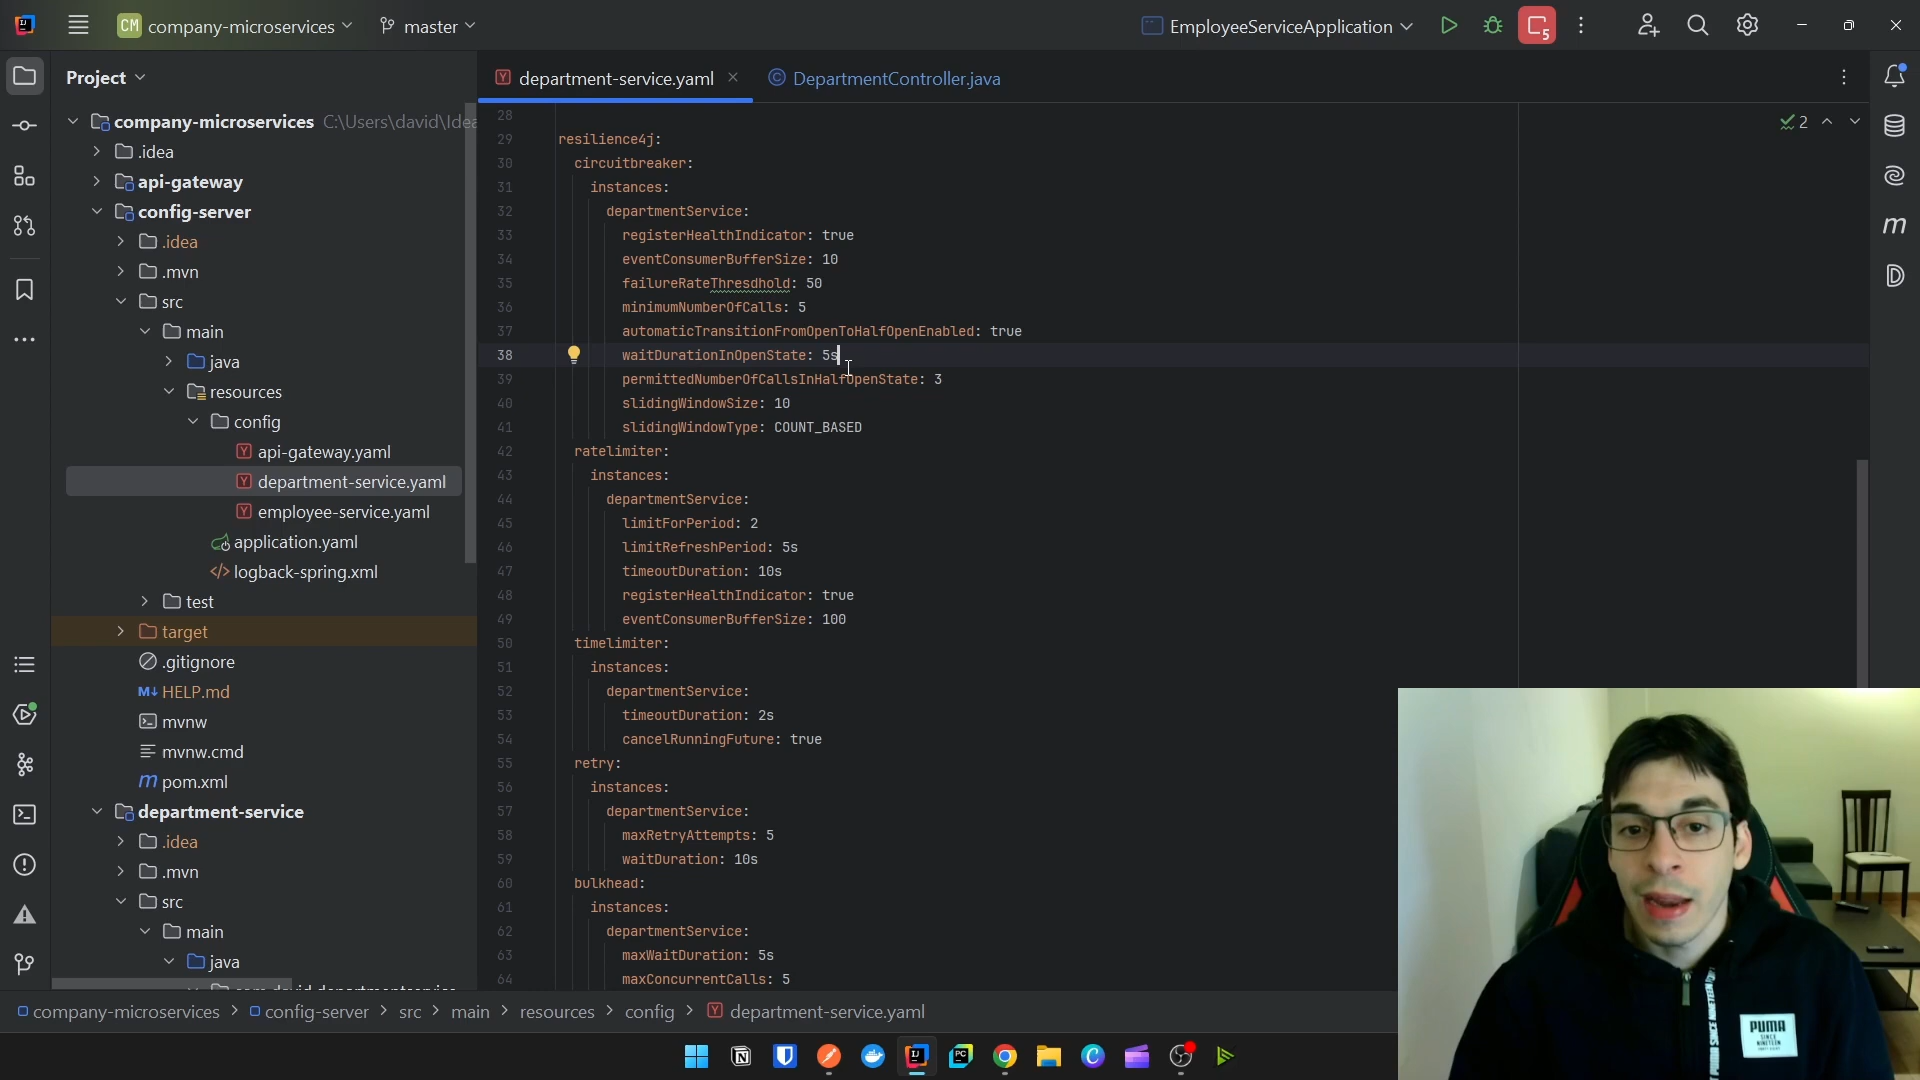 CM company-microservices
master
EmployeeServiceApplication
5
Project
department-service.yaml
DepartmentController.java
company-microservices C:\Users\david\Idea
.idea
api-gateway
config-server
.idea
.mvn
src
main
java
resources
config
api-gateway.yaml
department-service.yaml
employee-service.yaml
application.yaml
logback-spring.xml
test
target
.gitignore
HELP.md
mvnw
mvnw.cmd
pom.xml
department-service
.idea
.mvn
src
main
java
2
28
29 resilience4j:
30 circuitbreaker:
31 instances:
32 departmentService:
33 registerHealthIndicator: true
34 eventConsumerBufferSize: 10
35 failureRateThresdhold: 50
36 minimumNumberOfCalls: 5
37 automaticTransitionFromOpenToHalfOpenEnabled: true
38 waitDurationInOpenState: 5s
39 permittedNumberOfCallsInHalfOpenState: 3
40 slidingWindowSize: 10
41 slidingWindowType: COUNT_BASED
42 ratelimiter:
43 instances:
44 departmentService:
45 limitForPeriod: 2
46 limitRefreshPeriod: 5s
47 timeoutDuration: 10s
48 registerHealthIndicator: true
49 eventConsumerBufferSize: 100
50 timelimiter:
51 instances:
52 departmentService:
53 timeoutDuration: 2s
54 cancelRunningFuture: true
55 retry:
56 instances:
57 departmentService:
58 maxRetryAttempts: 5
59 waitDuration: 10s
60 bulkhead:
61 instances:
62 departmentService:
63 maxWaitDuration: 5s
64 maxConcurrentCalls: 5
company-microservices > config-server > src > main > resources > config > department-service.yaml
PUMA
SINCE
NINETEEN